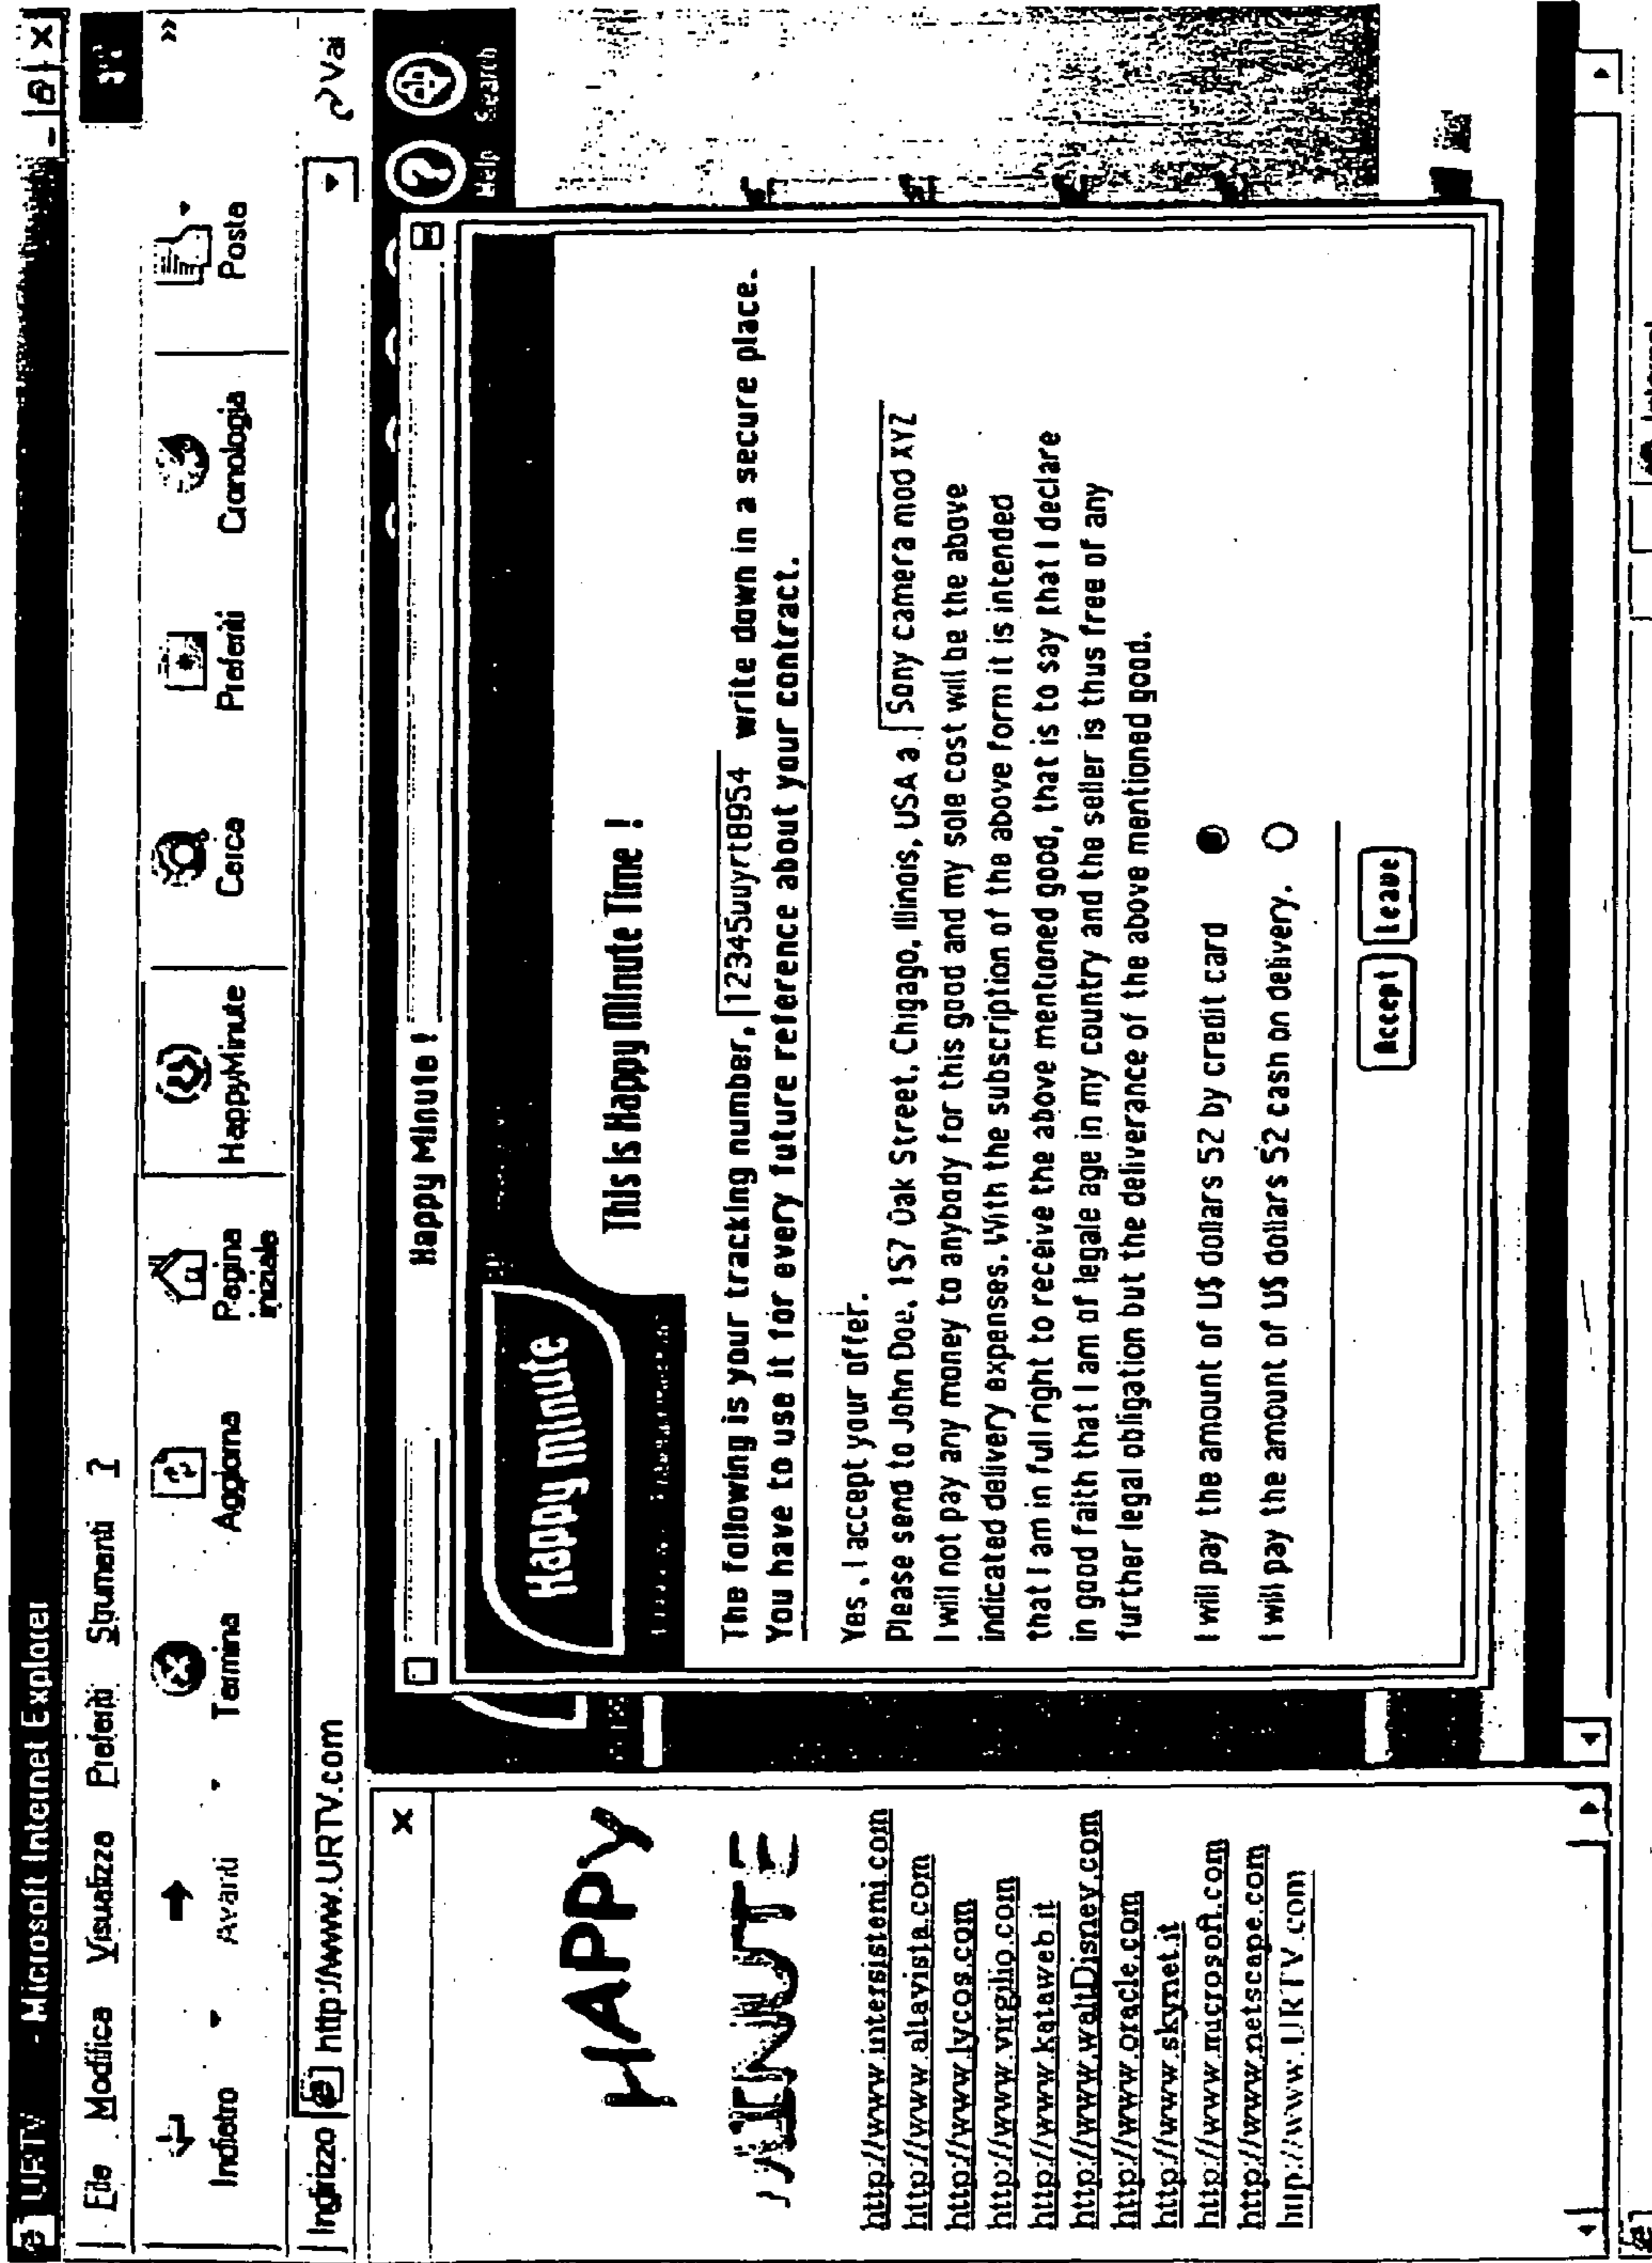 URTV - Microsoft Internet Explorer
File Modifica Visualizza Preferiti Strumenti ?
Indietro Avanti Termina Aggiorna Pagina iniziale HappyMinute Cerca Preferiti Cronologia Posta
Indirizzo http://www.URTV.com Vai
HAPPY
MINUTE
http://www.intersistemi.com
http://www.altavista.com
http://www.lycos.com
http://www.virgilio.com
http://www.kataweb.it
http://www.waltDisney.com
http://www.oracle.com
http://www.skynet.it
http://www.microsoft.com
http://www.netscape.com
http://www.URTV.com
Help Search
Happy Minute !
Happy minute
This is Happy Minute Time !
The following is your tracking number, 12345uuyrt8954 write down in a secure place.
You have to use it for every future reference about your contract.
Yes, I accept your offer.
Please send to John Doe, 157 Oak Street, Chigago, Illinois, USA a Sony camera mod XYZ
I will not pay any money to anybody for this good and my sole cost will be the above
indicated delivery expenses. With the subscription of the above form it is intended
that I am in full right to receive the above mentioned good, that is to say that I declare
in good faith that I am of legale age in my country and the seller is thus free of any
further legal obligation but the deliverance of the above mentioned good.
I will pay the amount of U$ dollars 52 by credit card
I will pay the amount of U$ dollars 52 cash on delivery.
Accept Leave